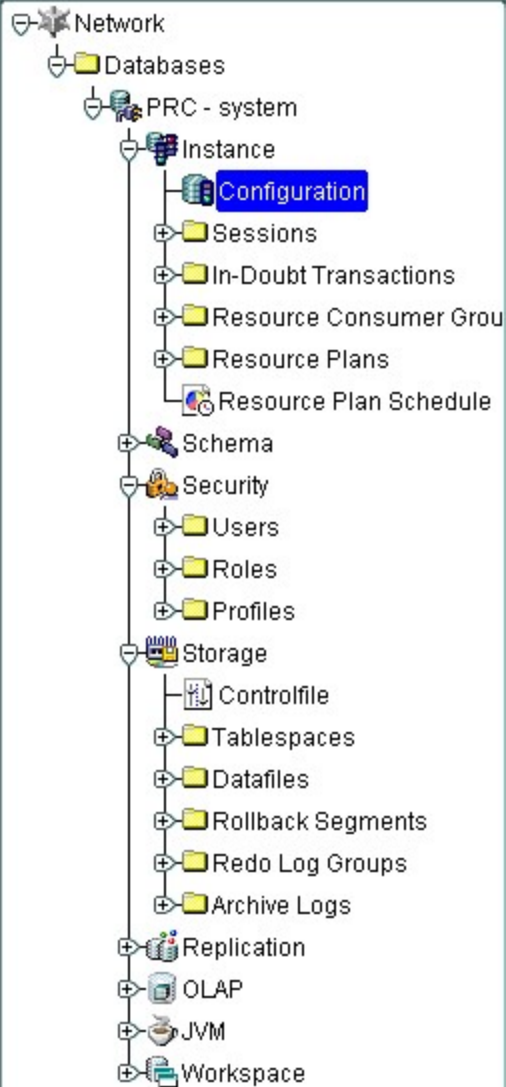 Network
Databases
PRC - system
Instance
Configuration
Sessions
In-Doubt Transactions
Resource Consumer Grou
Resource Plans
Resource Plan Schedule
Schema
Security
Users
Roles
Profiles
Storage
Controlfile
Tablespaces
Datafiles
Rollback Segments
Redo Log Groups
Archive Logs
Replication
OLAP
JVM
Workspace